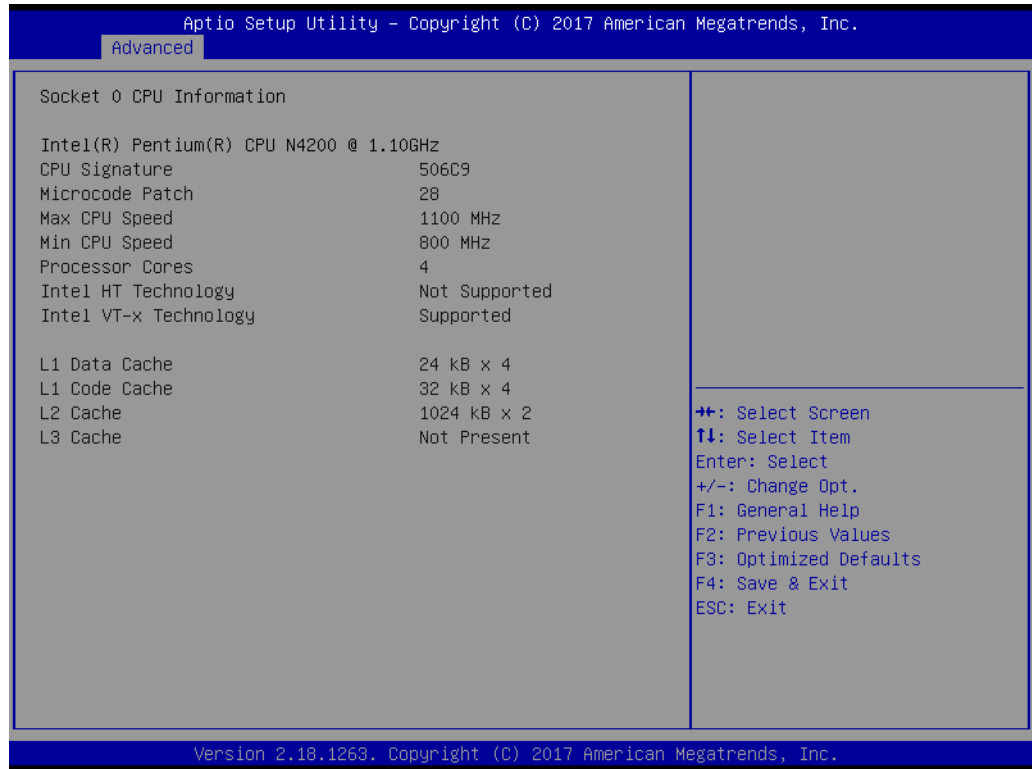 Aptio Setup Utility – Copyright (C) 2017 American Megatrends, Inc.
Advanced
Socket 0 CPU Information
Intel(R) Pentium(R) CPU N4200 @ 1.10GHz
CPU Signature 506C9
Microcode Patch 28
Max CPU Speed 1100 MHz
Min CPU Speed 800 MHz
Processor Cores 4
Intel HT Technology Not Supported
Intel VT-x Technology Supported
L1 Data Cache 24 kB x 4
L1 Code Cache 32 kB x 4
L2 Cache 1024 kB x 2
L3 Cache Not Present
→←: Select Screen
↑↓: Select Item
Enter: Select
+/-: Change Opt.
F1: General Help
F2: Previous Values
F3: Optimized Defaults
F4: Save & Exit
ESC: Exit
Version 2.18.1263. Copyright (C) 2017 American Megatrends, Inc.